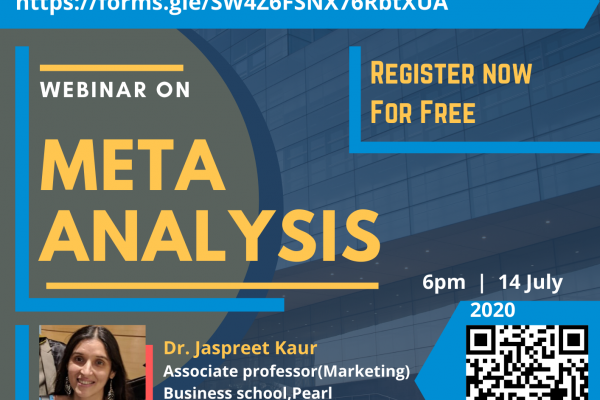 https://forms.gle/SW4Z6FSNX76RbtXUA
WEBINAR ON
META
ANALYSIS
REGISTER NOW
FOR FREE
6pm | 14 July
2020
Dr. Jaspreet Kaur
Associate professor(Marketing)
Business school,Pearl